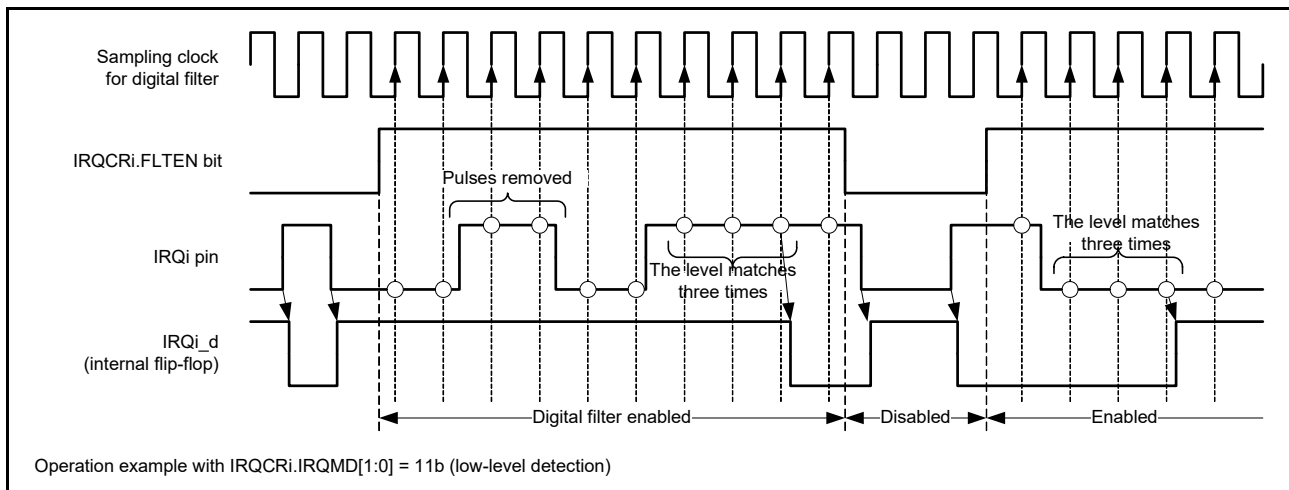 Sampling clock
for digital filter
IRQCRi.FLTEN bit
Pulses removed
IRQi pin
The level matches
three times
The level matches
three times
IRQi_d
(internal flip-flop)
Digital filter enabled
Disabled
Enabled
Operation example with IRQCRi.IRQMD[1:0] = 11b (low-level detection)